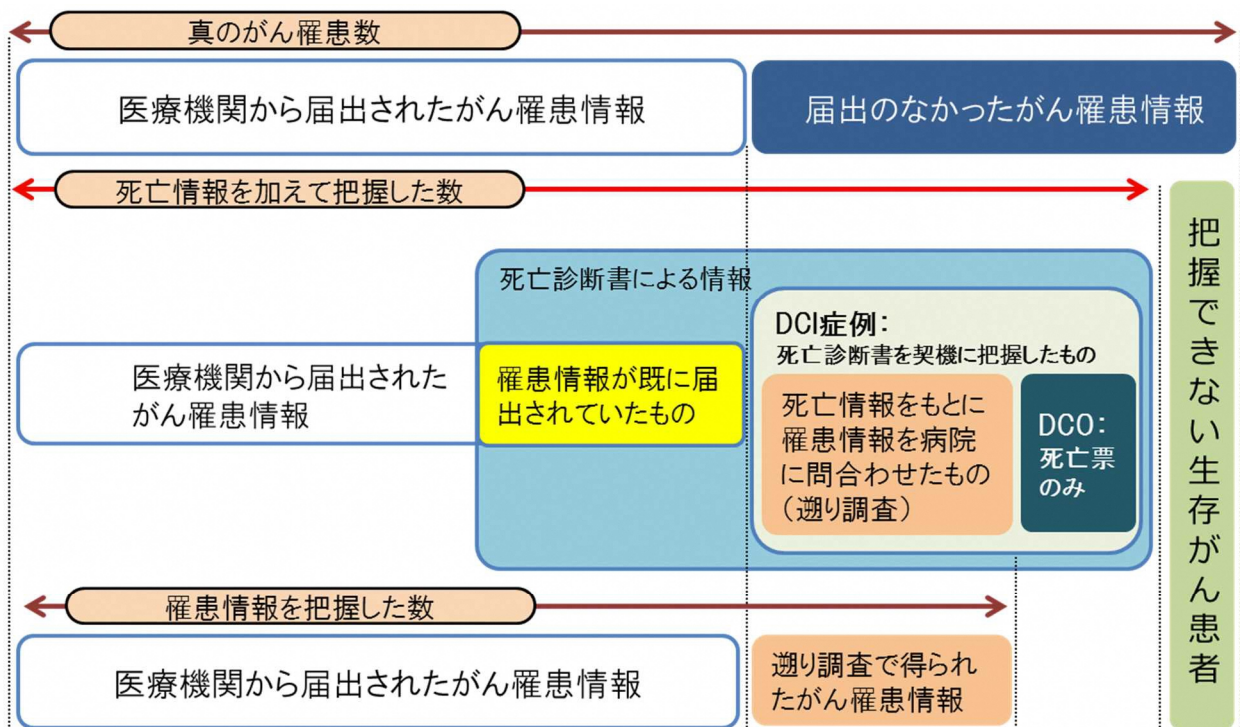 真のがん罹患数
医療機関から届出されたがん罹患情報
届出のなかったがん罹患情報
死亡情報を加えて把握した数
死亡診断書による情報
DCI症例：
死亡診断書を契機に把握したもの
医療機関から届出された
がん罹患情報
罹患情報が既に届
出されていたもの
死亡情報をもとに
罹患情報を病院
に問合わせたもの
（遡り調査）
DCO：
死亡票
のみ
把握できない生存がん患者
罹患情報を把握した数
医療機関から届出されたがん罹患情報
遡り調査で得られ
たがん罹患情報